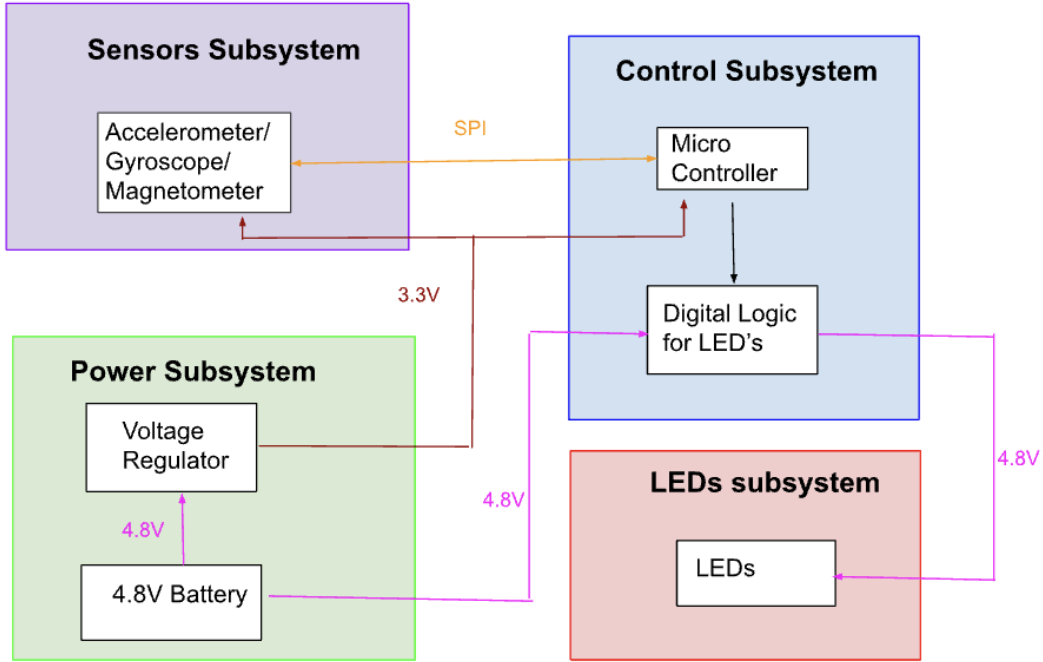 Sensors Subsystem
Accelerometer/
Gyroscope/
Magnetometer
SPI
Control Subsystem
Micro
Controller
3.3V
Digital Logic
for LED's
Power Subsystem
Voltage
Regulator
4.8V
4.8V Battery
4.8V
4.8V
LEDs subsystem
LEDs